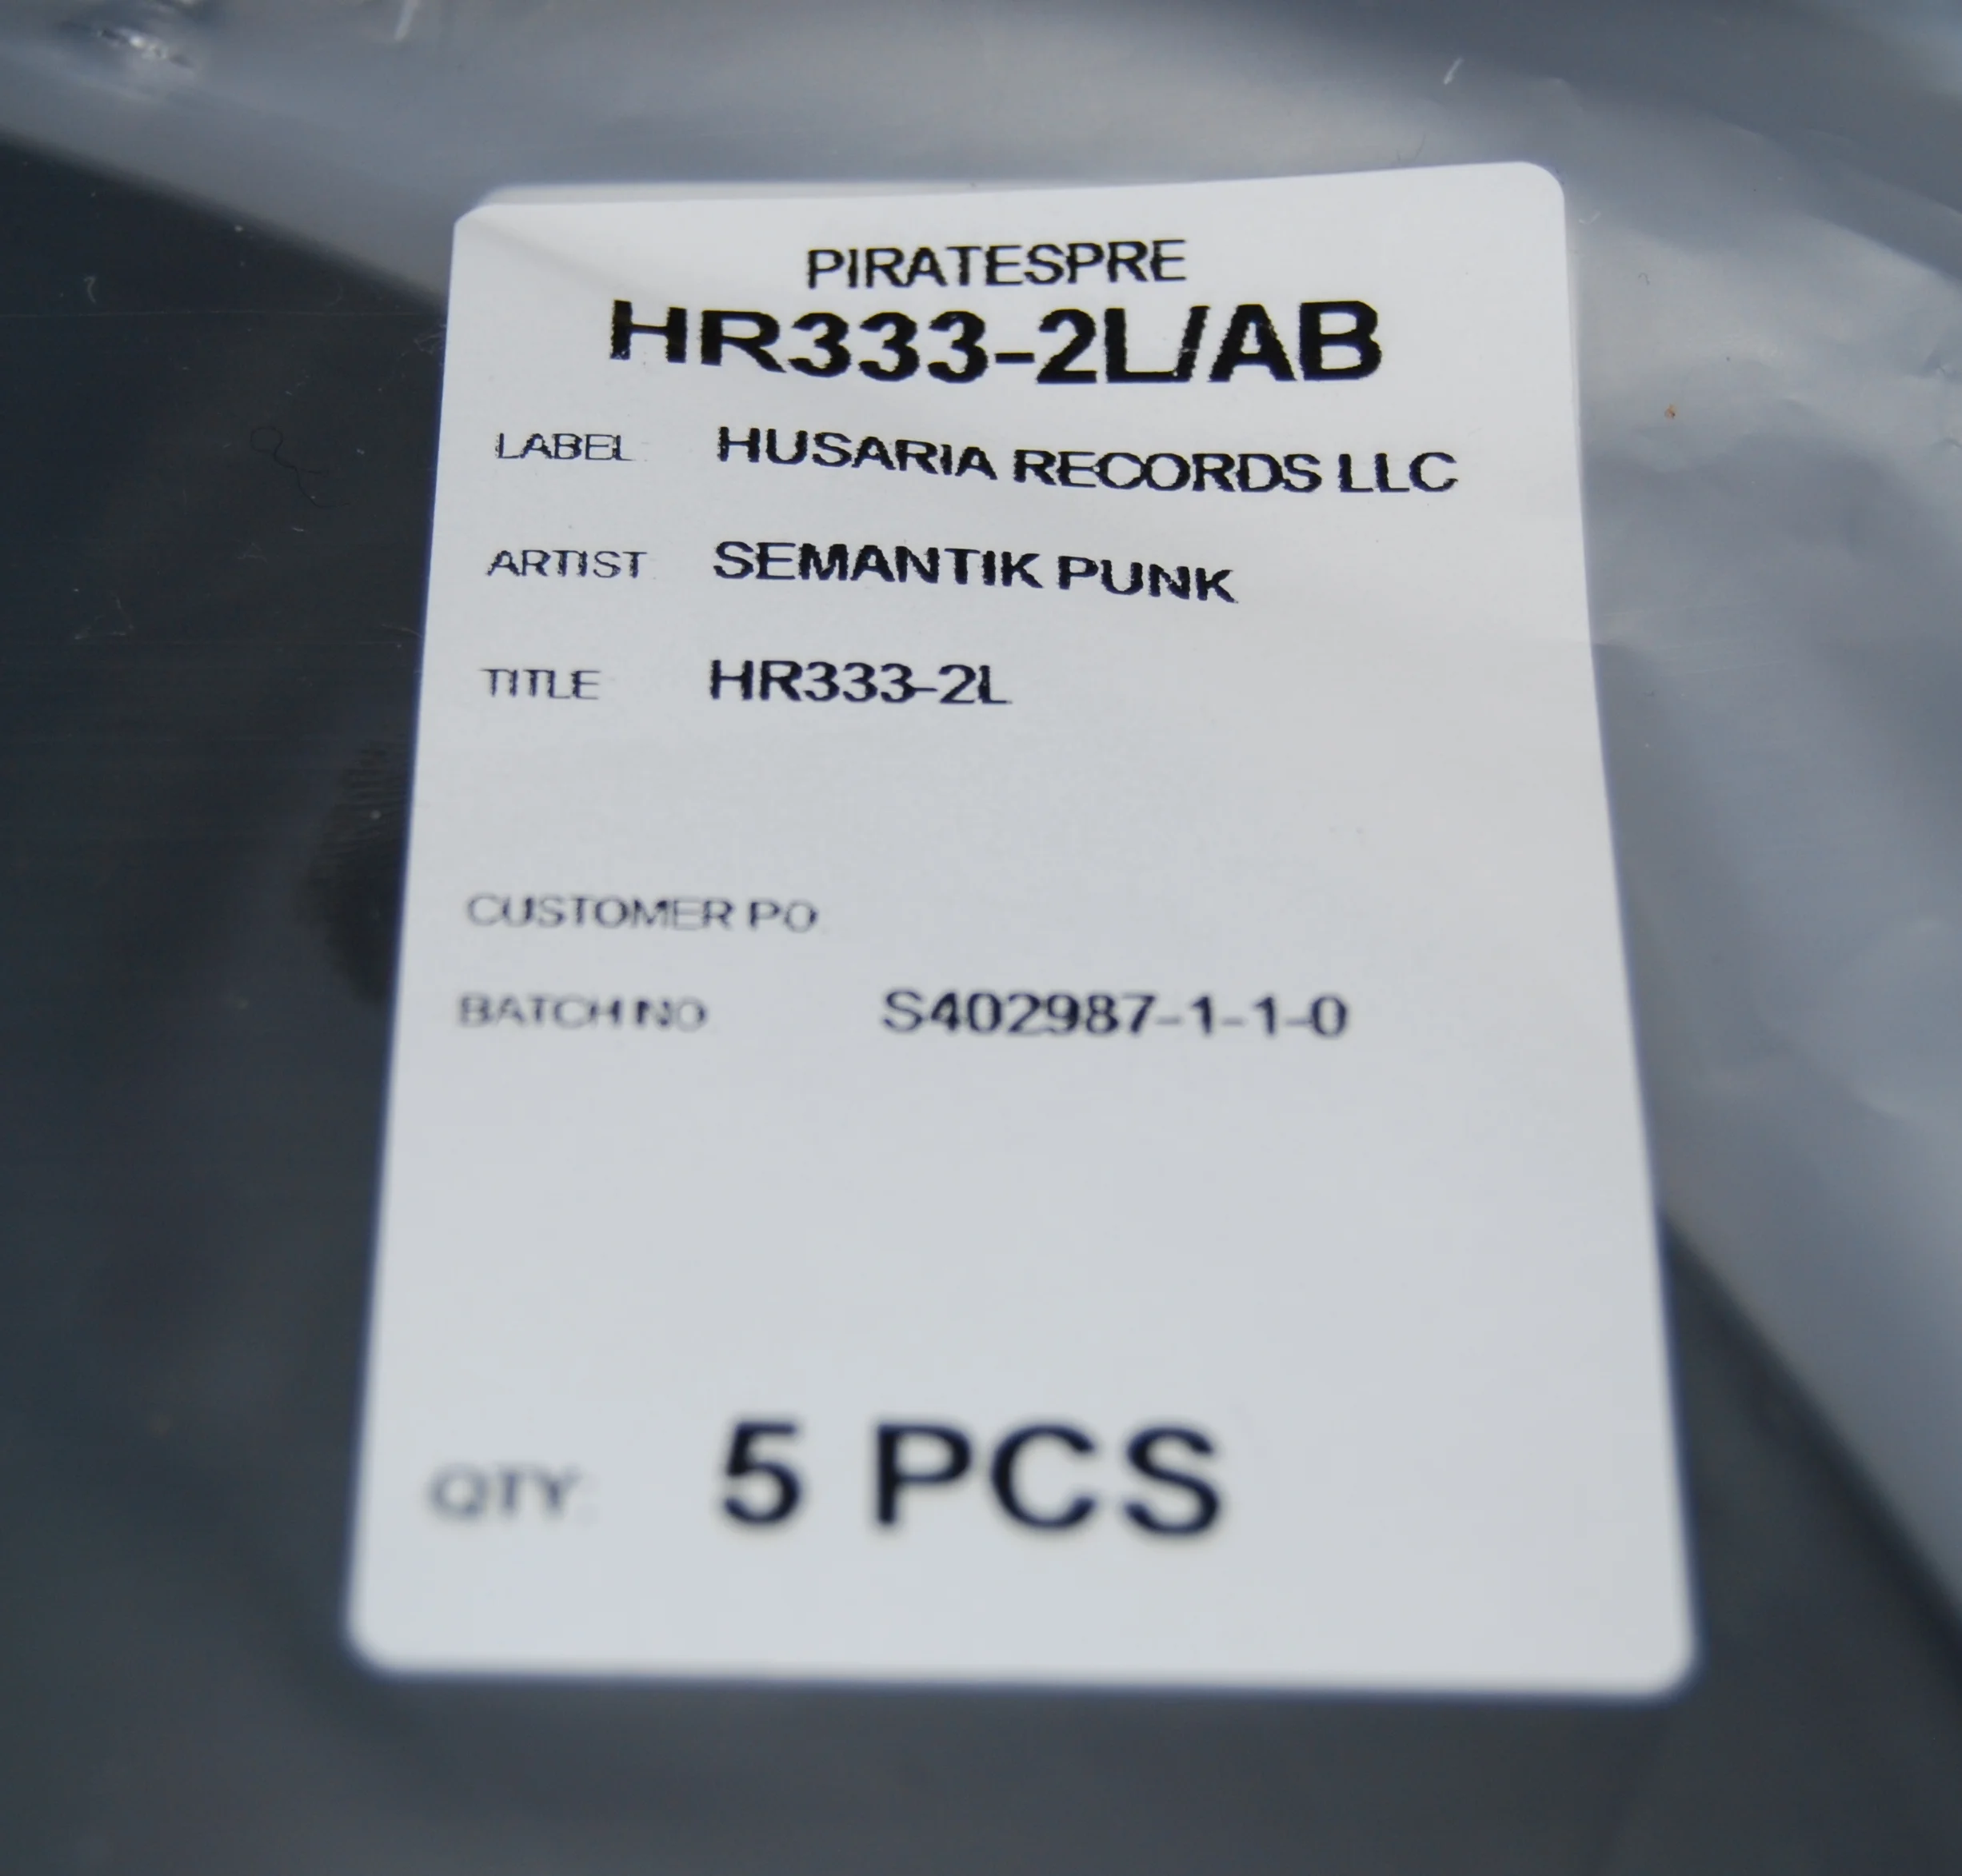 PIRATESPRE
HR333-2L/AB
LABEL HUSARIA RECORDS LLC
ARTIST SEMANTIK PUNK
TITLE HR333-2L
CUSTOMER PO
BATCH NO S402987-1-1-0
QTY: 5 PCS